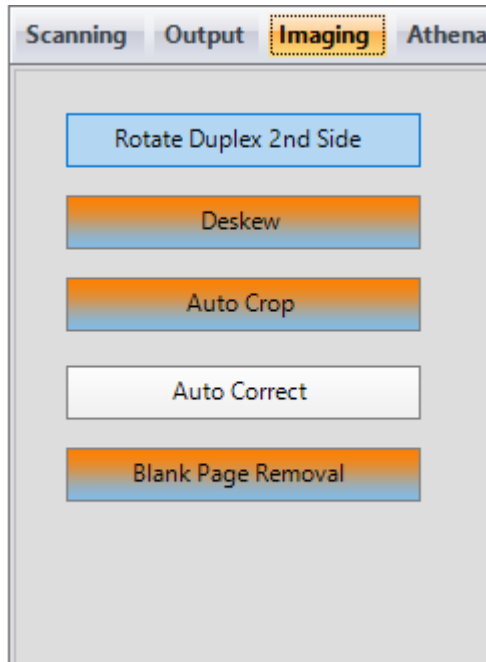 Scanning Output Imaging Athena
Rotate Duplex 2nd Side
Deskew
Auto Crop
Auto Correct
Blank Page Removal